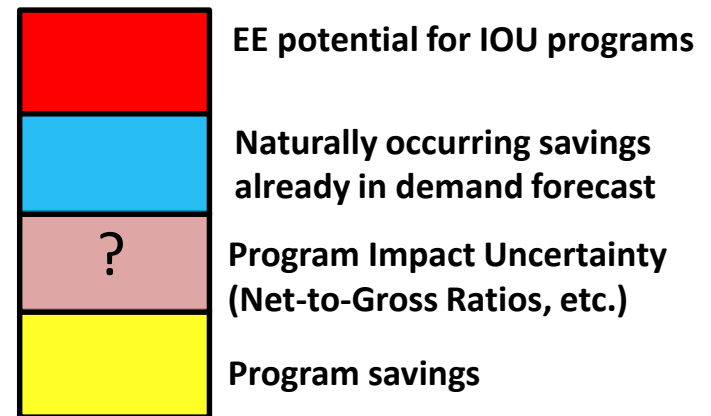 EE potential for IOU programs
Naturally occurring savings
already in demand forecast
?
Program Impact Uncertainty
(Net-to-Gross Ratios, etc.)
Program savings